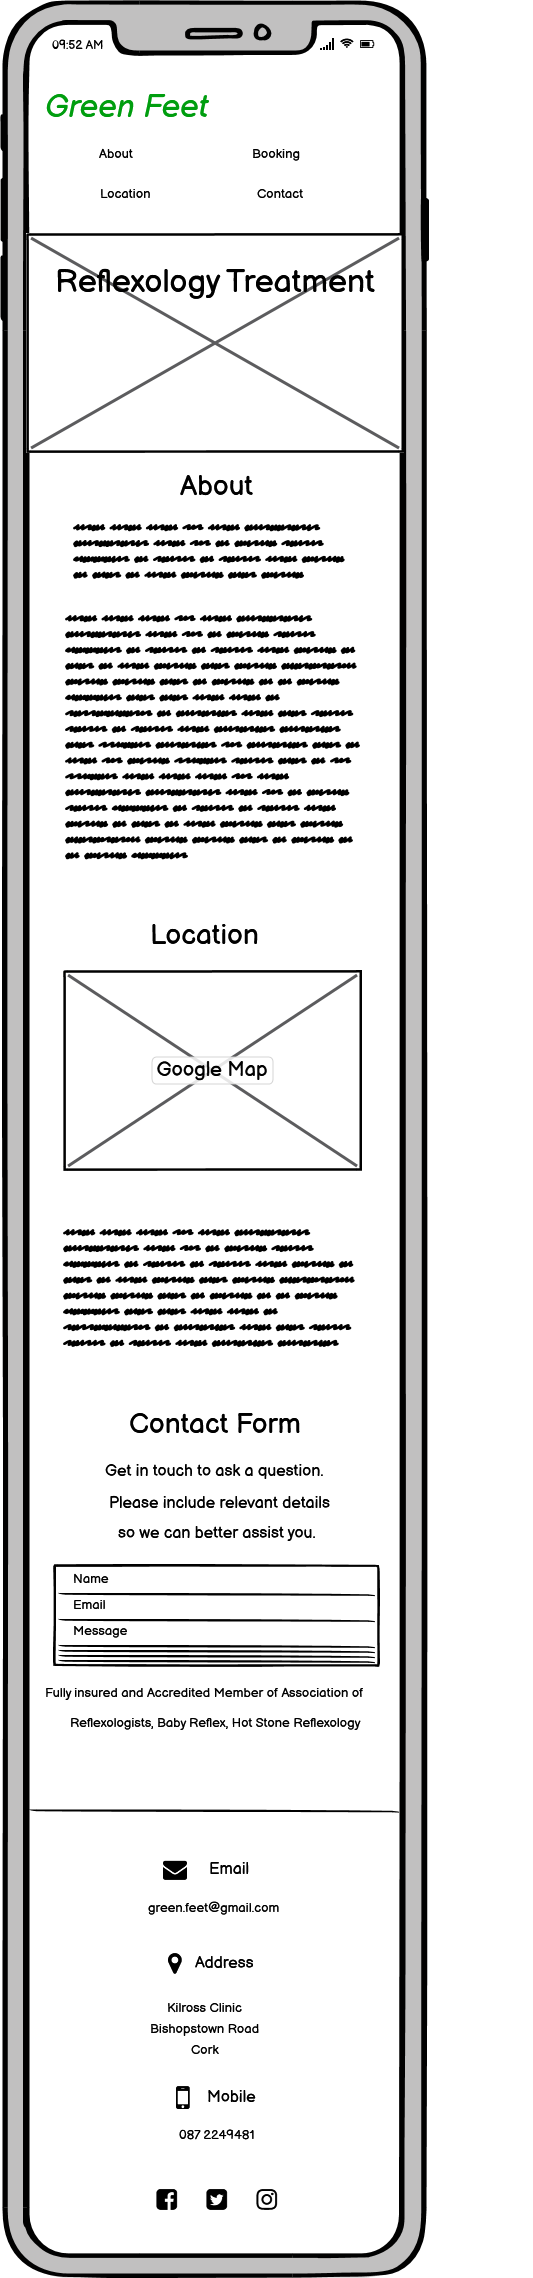 09:52 AM
Green Feet
About Booking
Location Contact
Reflexology Treatment
About
Location
Google Map
Contact Form
Get in touch to ask a question.
Please include relevant details
so we can better assist you.
Name
Email
Message
Fully insured and Accredited Member of Association of
Reflexologists, Baby Reflex, Hot Stone Reflexology
Email
green.feet@gmail.com
Address
Kilross Clinic
Bishopstown Road
Cork
Mobile
087 2249481